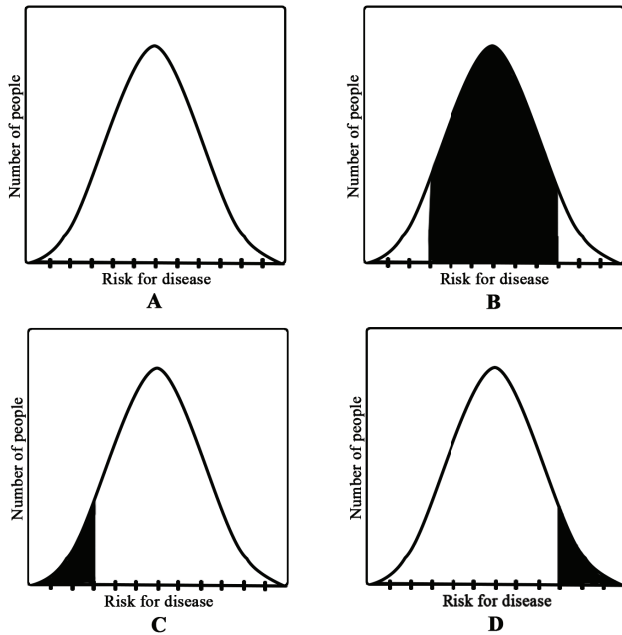 Number of people
Risk for disease
A
Number of people
Risk for disease
B
Number of people
Risk for disease
C
Number of people
Risk for disease
D